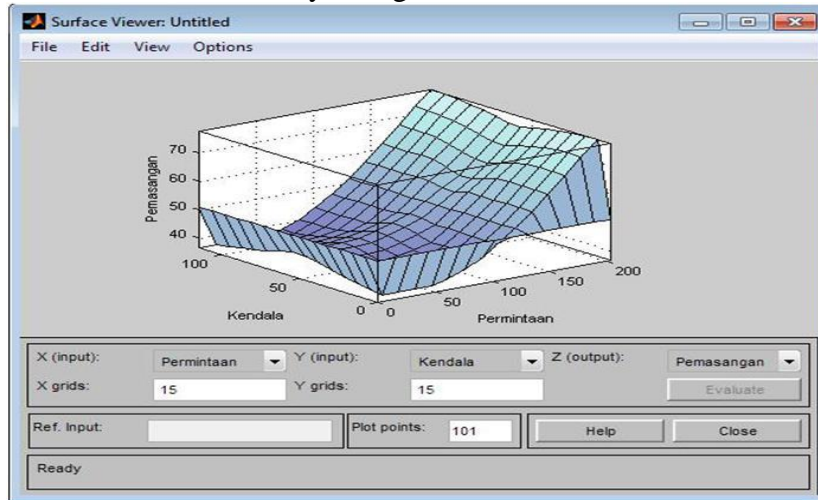 Surface Viewer: Untitled
File Edit View Options
70
60
50
40
Pemasangan
100
50
0
Kendala
0
50
100
150
200
Permintaan
X (input): Permintaan Y (input): Kendala Z (output): Pemasangan
X grids: 15 Y grids: 15 Evaluate
Ref. Input: Plot points: 101 Help Close
Ready